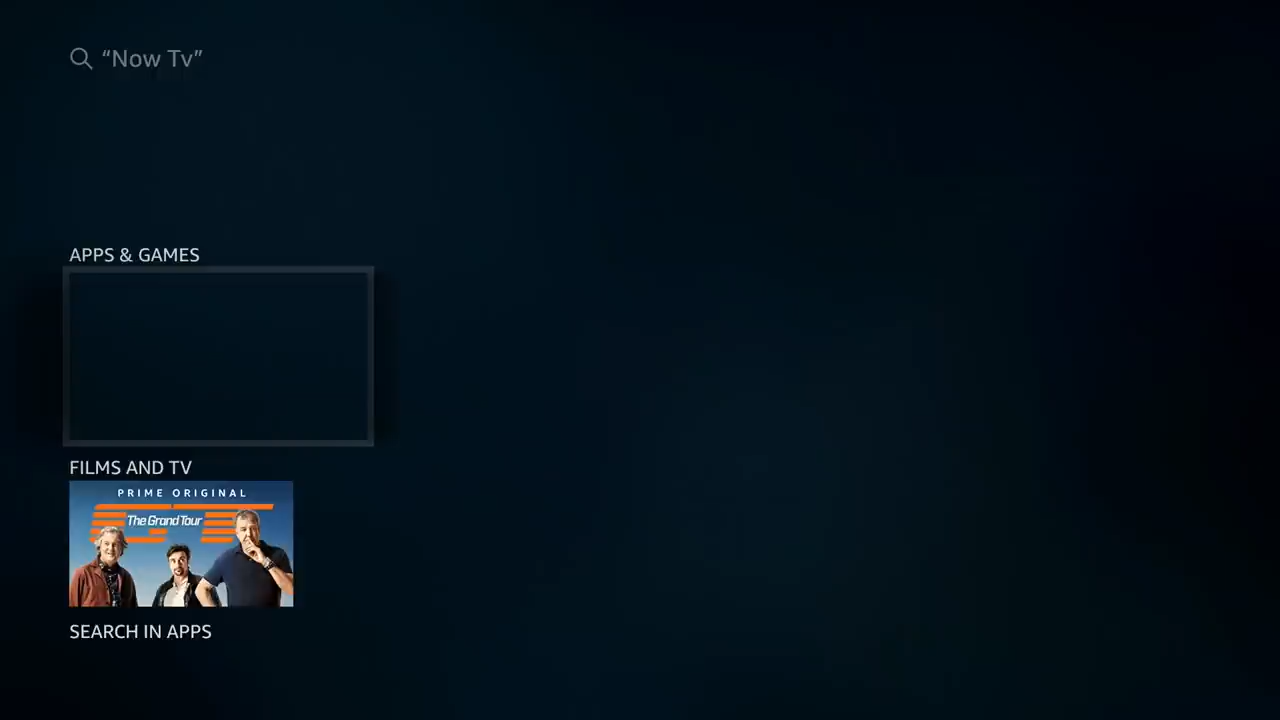 “Now Tv”
APPS & GAMES
FILMS AND TV
PRIME ORIGINAL
The Grand Tour
SEARCH IN APPS